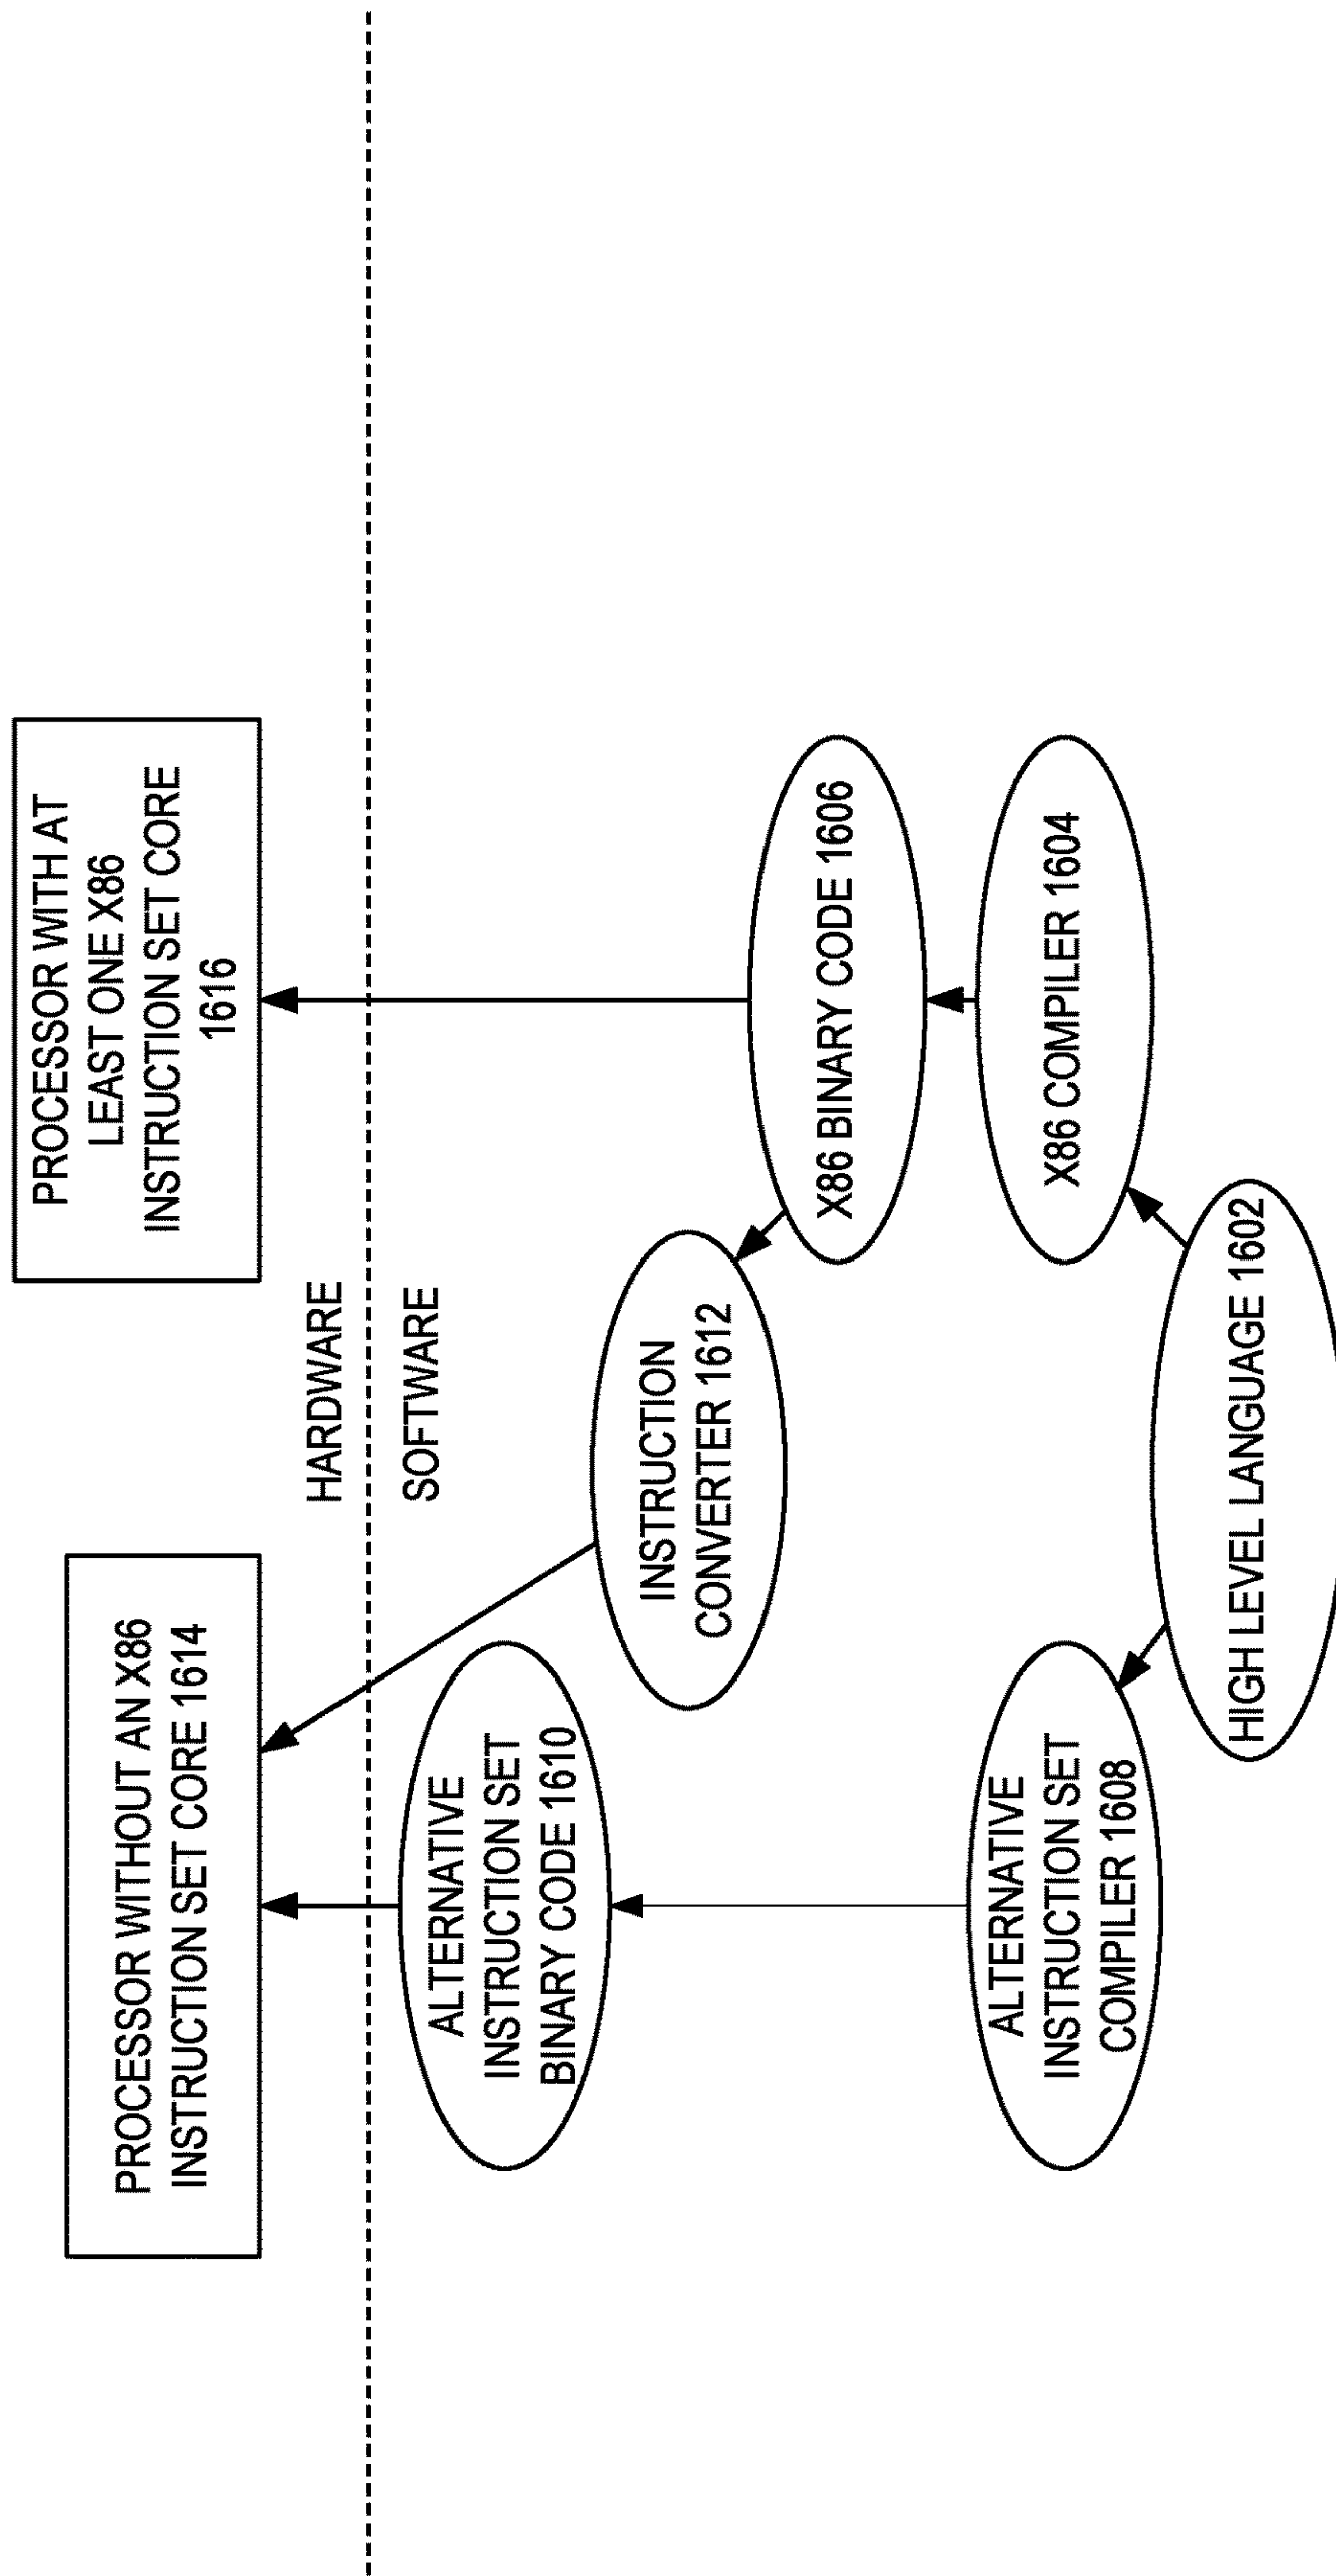 PROCESSOR WITH AT
LEAST ONE X86
INSTRUCTION SET CORE
1616
PROCESSOR WITHOUT AN X86
INSTRUCTION SET CORE 1614
HARDWARE
SOFTWARE
ALTERNATIVE
INSTRUCTION SET
BINARY CODE 1610
INSTRUCTION
CONVERTER 1612
X86 BINARY CODE 1606
ALTERNATIVE
INSTRUCTION SET
COMPILER 1608
X86 COMPILER 1604
HIGH LEVEL LANGUAGE 1602